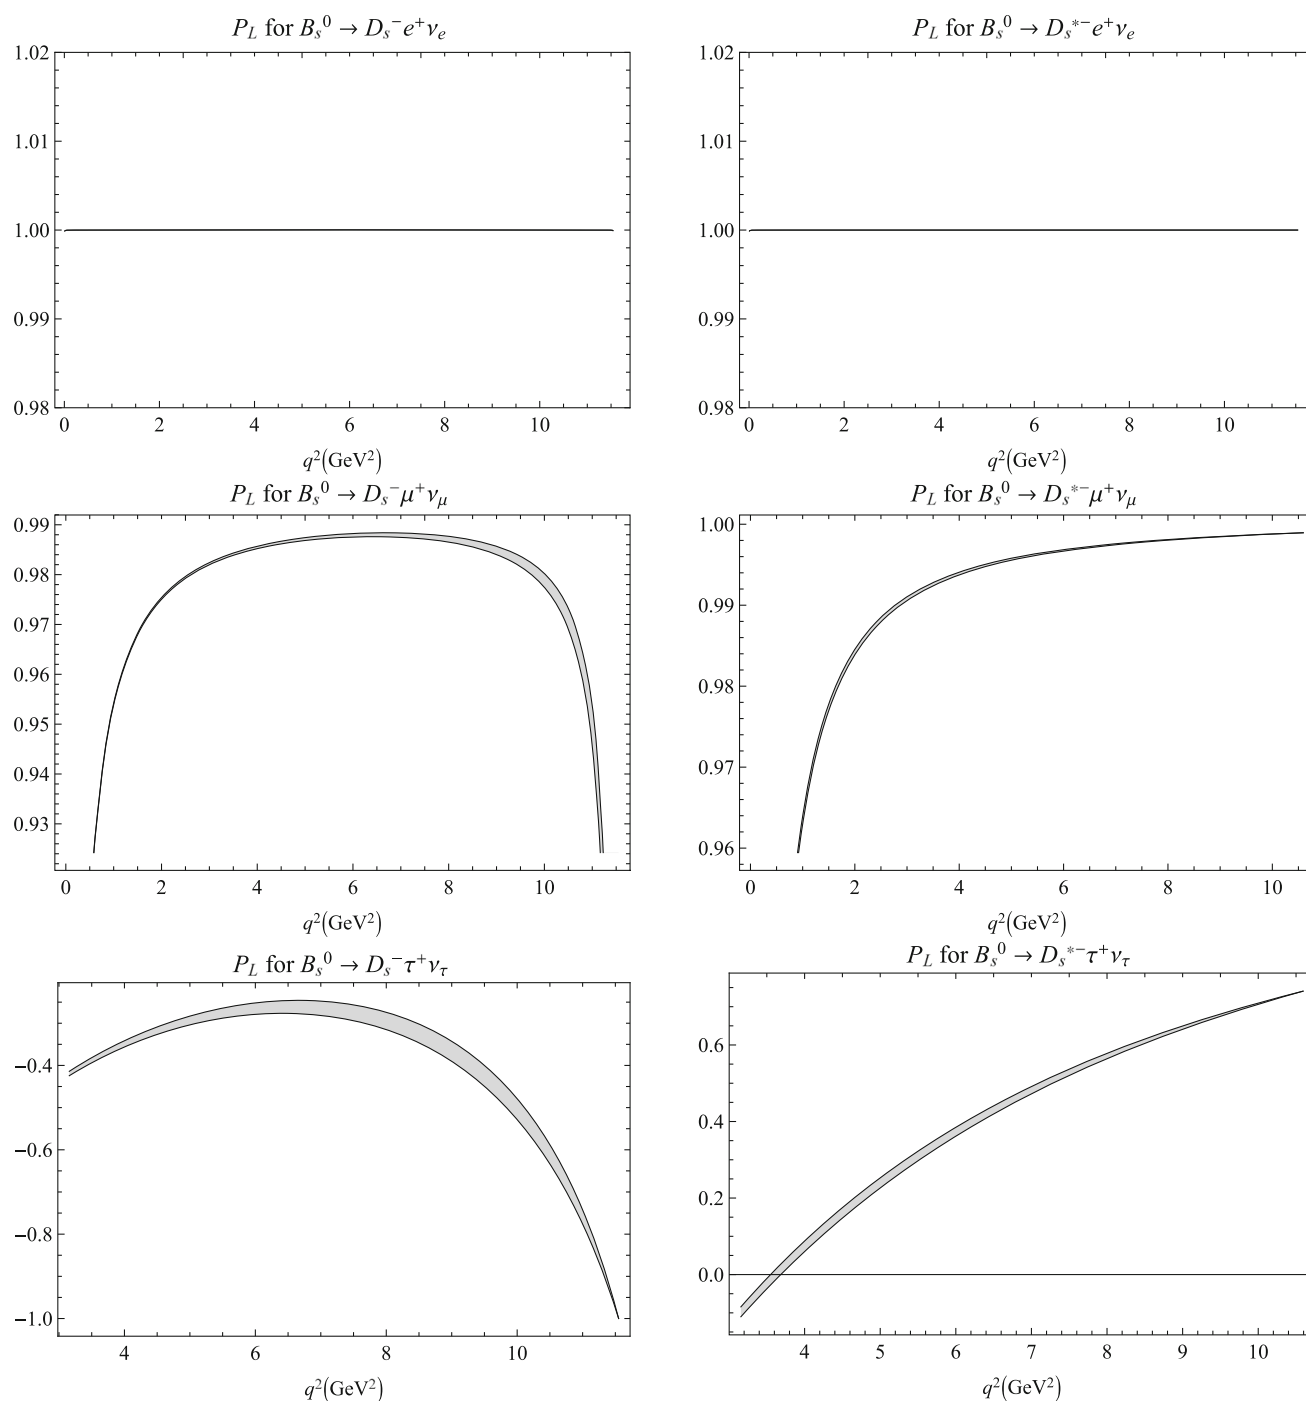 P_L for B_s^0 → D_s^- e^+ ν_e
1.02
1.01
1.00
0.99
0.98
0 2 4 6 8 10
q^2(GeV^2)
P_L for B_s^0 → D_s^{*-} e^+ ν_e
1.02
1.01
1.00
0.99
0.98
0 2 4 6 8 10
q^2(GeV^2)
P_L for B_s^0 → D_s^- μ^+ ν_μ
0.99
0.98
0.97
0.96
0.95
0.94
0.93
0 2 4 6 8 10
q^2(GeV^2)
P_L for B_s^0 → D_s^{*-} μ^+ ν_μ
1.00
0.99
0.98
0.97
0.96
0 2 4 6 8 10
q^2(GeV^2)
P_L for B_s^0 → D_s^- τ^+ ν_τ
−0.4
−0.6
−0.8
−1.0
4 6 8 10
q^2(GeV^2)
P_L for B_s^0 → D_s^{*-} τ^+ ν_τ
0.6
0.4
0.2
0.0
4 5 6 7 8 9 10
q^2(GeV^2)